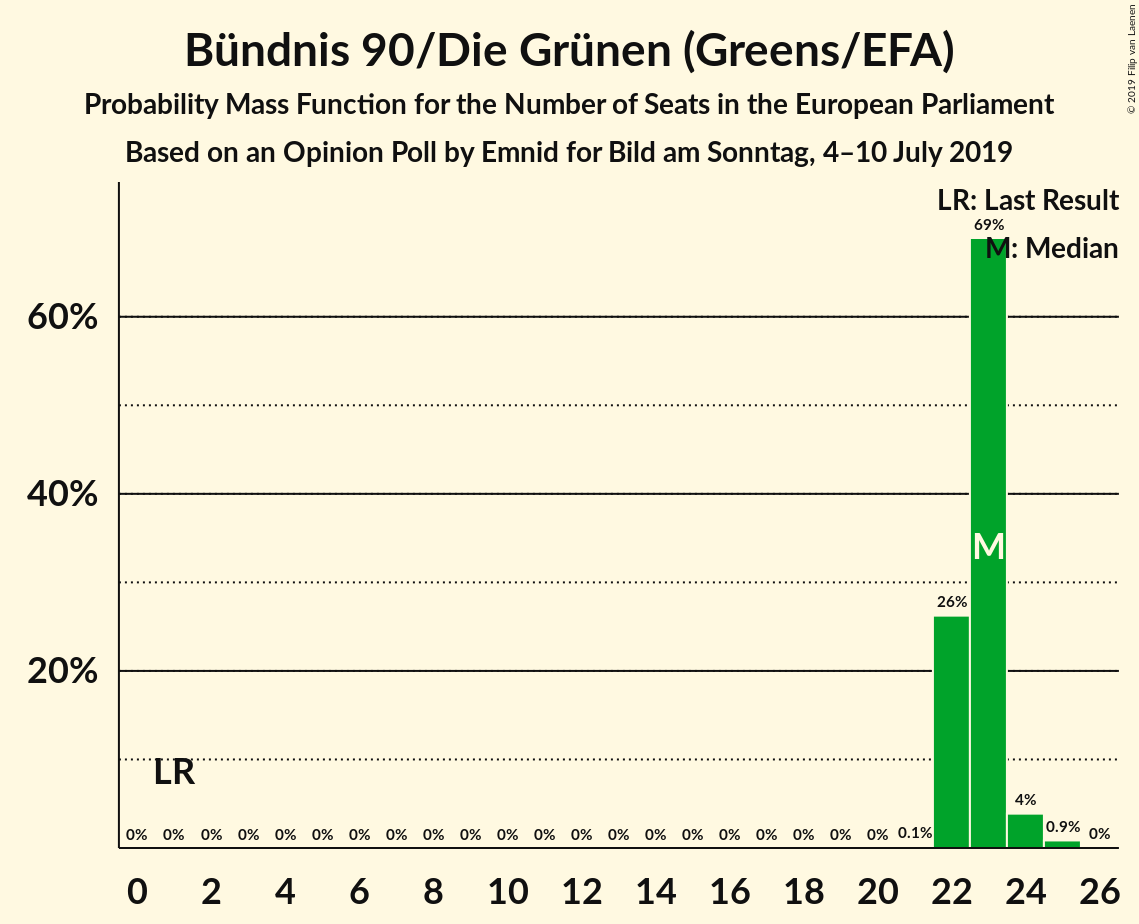 Bündnis 90/Die Grünen (Greens/EFA)
Probability Mass Function for the Number of Seats in the European Parliament
Based on an Opinion Poll by Emnid for Bild am Sonntag, 4–10 July 2019
© 2019 Filip van Laenen
LR: Last Result
69%
M: Median
60%
40%
M
26%
20%
LR
4%
0% 0% 0% 0% 0% 0% 0% 0% 0% 0% 0% 0% 0% 0% 0% 0% 0% 0% 0% 0% 0% 0.1% 0.9% 0%
0 2 4 6 8 10 12 14 16 18 20 22 24 26